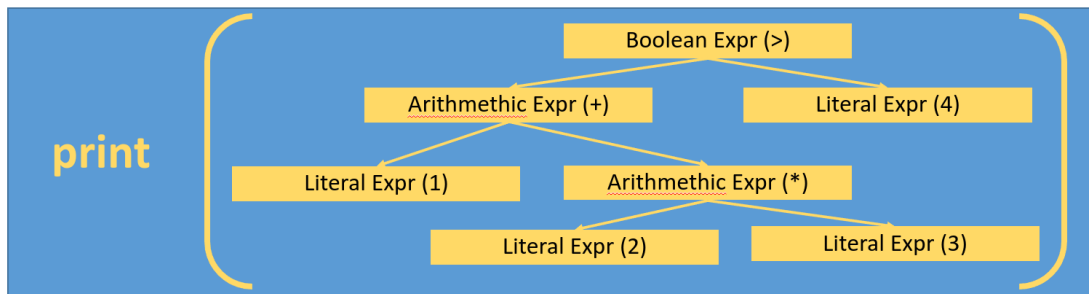 Boolean Expr (>)
Arithmethic Expr (+)
Literal Expr (4)
print
Literal Expr (1)
Arithmethic Expr (*)
Literal Expr (2)
Literal Expr (3)